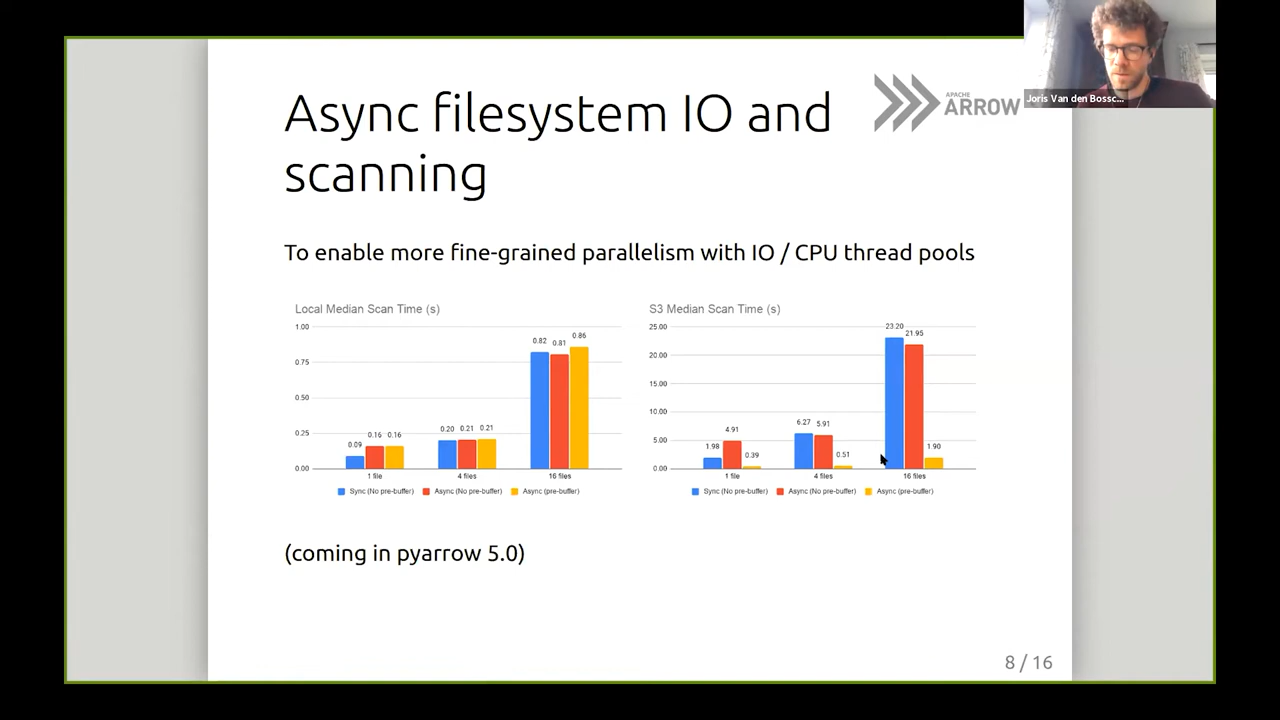 Async filesystem IO and
scanning
APACHE
ARROW
Joris Van den Bossc...
To enable more fine-grained parallelism with IO / CPU thread pools
Local Median Scan Time (s)
1.00
0.75
0.50
0.25
0.00
0.09
0.16
0.16
0.20
0.21
0.21
0.82
0.81
0.86
1 file
4 files
16 files
Sync (No pre-buffer)
Async (No pre-buffer)
Async (pre-buffer)
S3 Median Scan Time (s)
25.00
20.00
15.00
10.00
5.00
0.00
1.98
4.91
0.39
6.27
5.91
0.51
23.20
21.95
1.90
1 file
4 files
16 files
Sync (No pre-buffer)
Async (No pre-buffer)
Async (pre-buffer)
(coming in pyarrow 5.0)
8 / 16